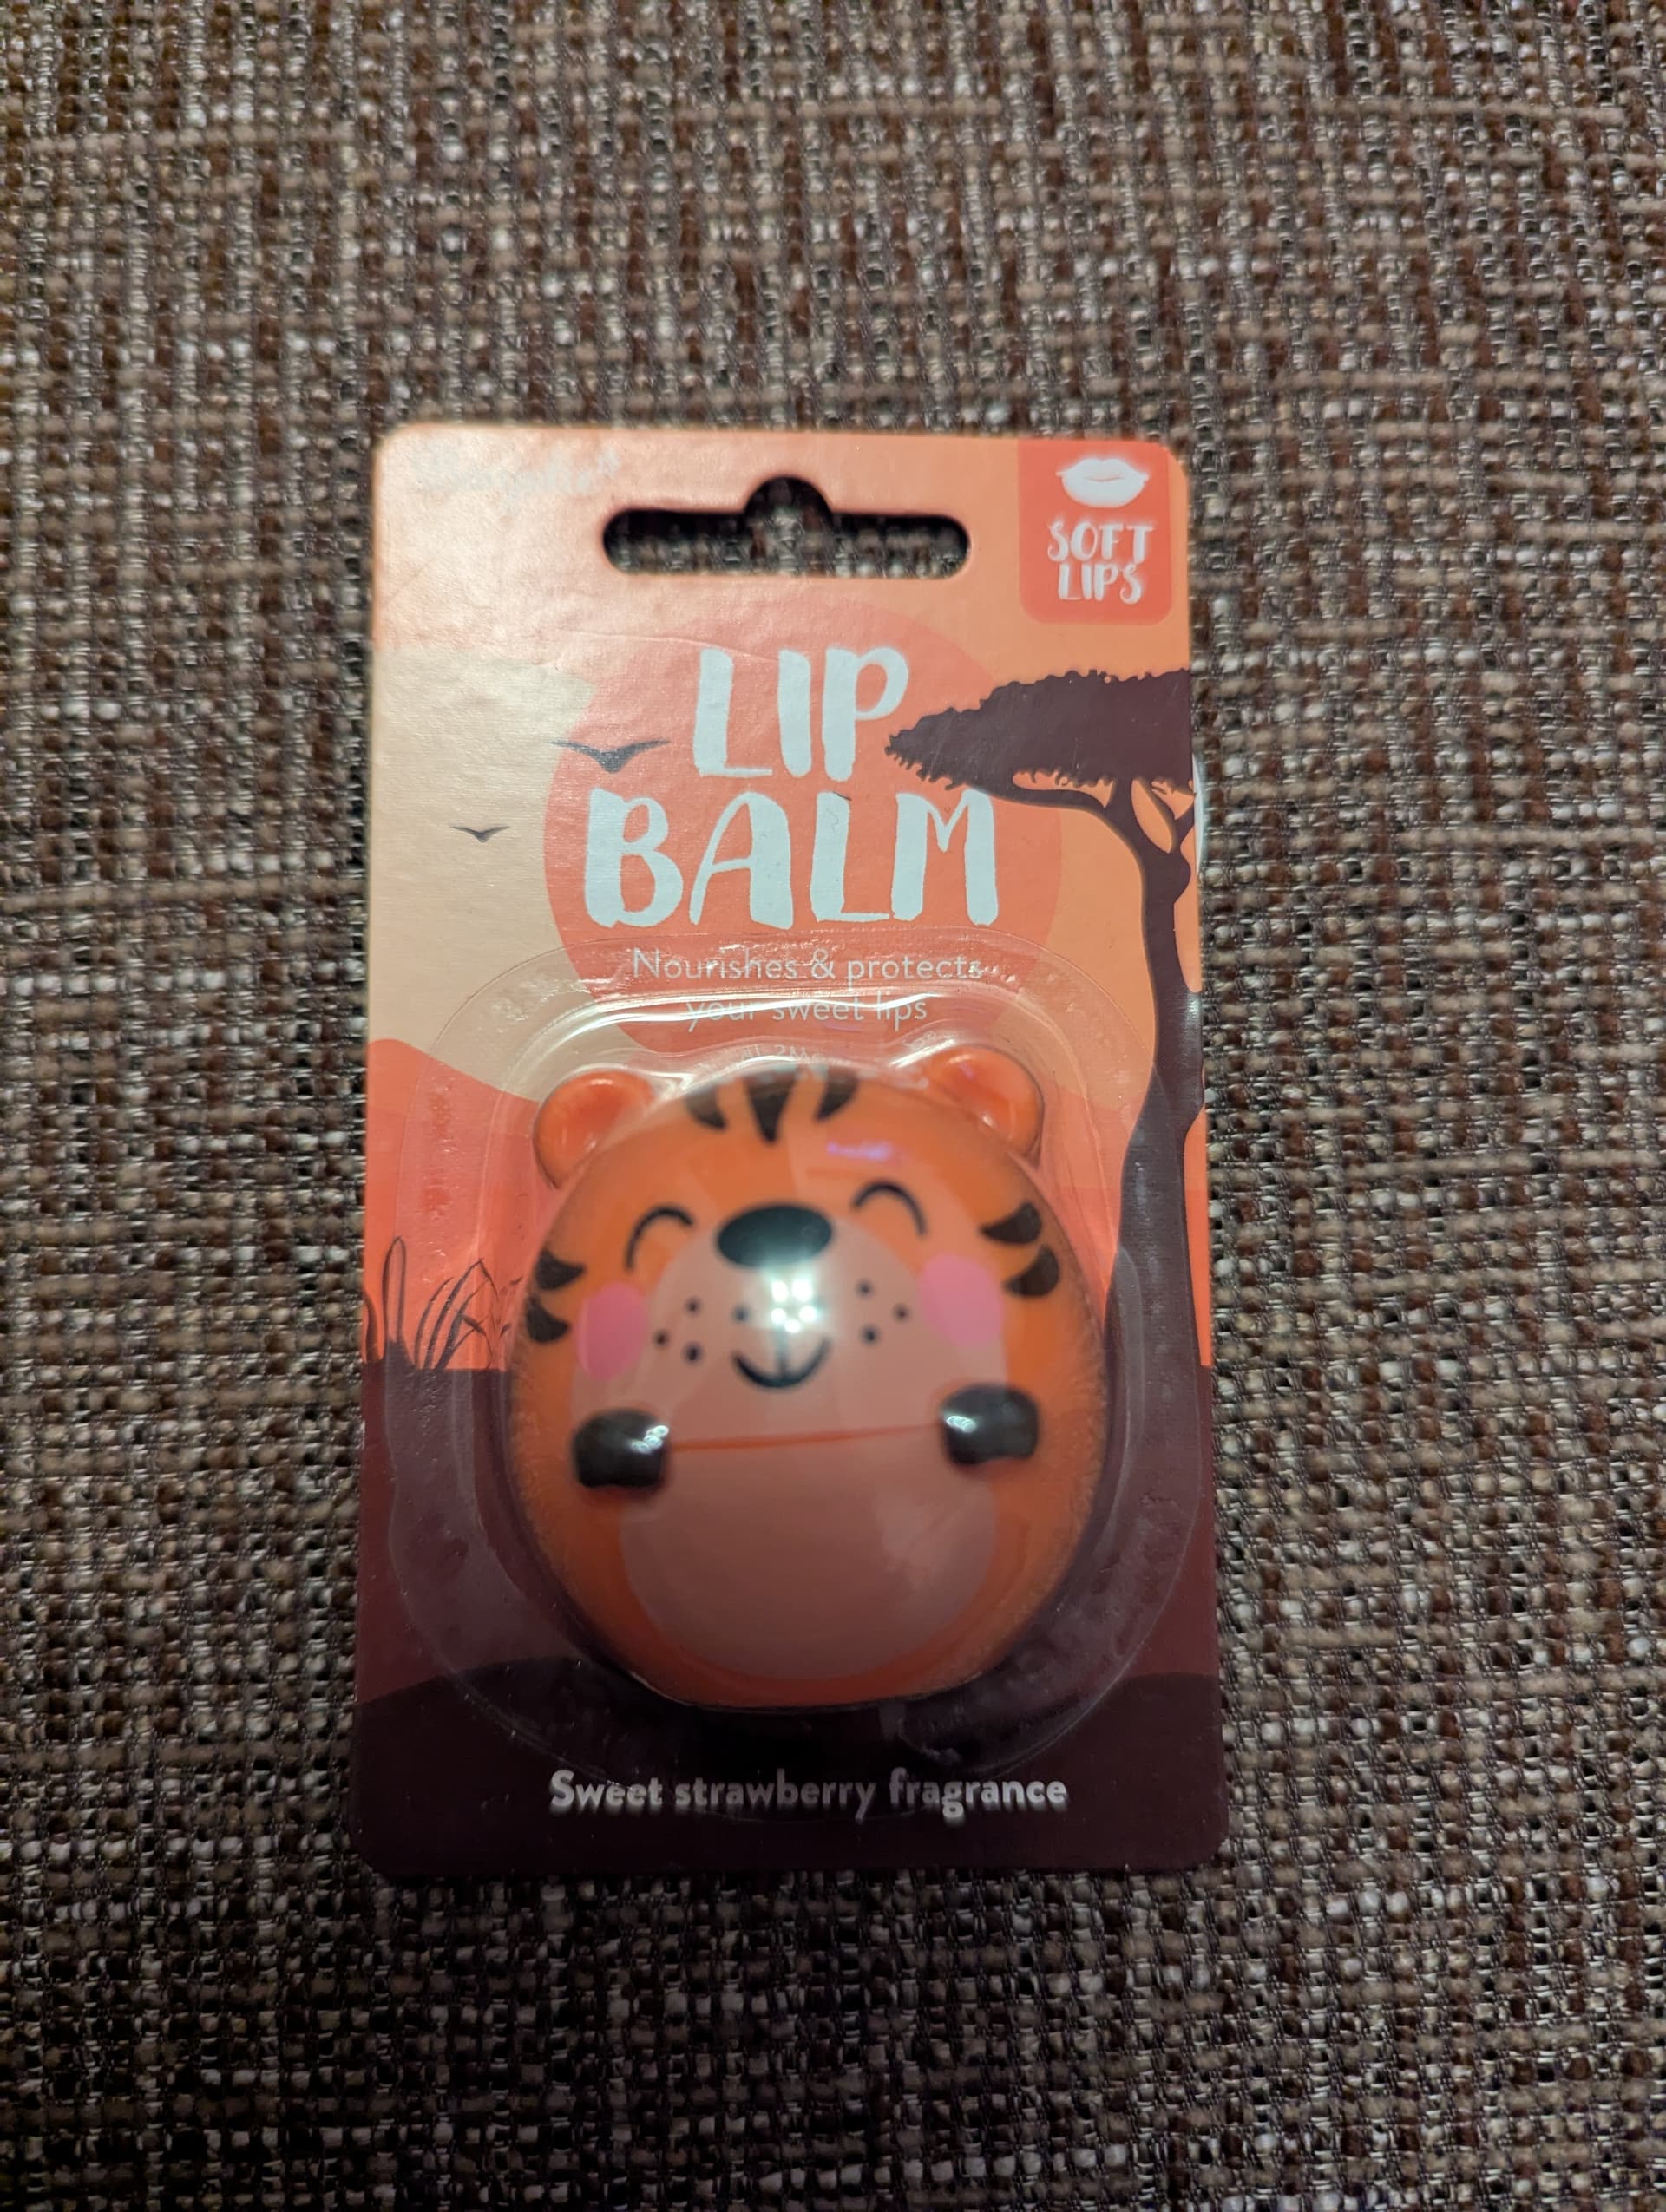 SOFT
LIPS
LIP
BALM
Nourishes & protects
your sweet lips
Sweet strawberry fragrance